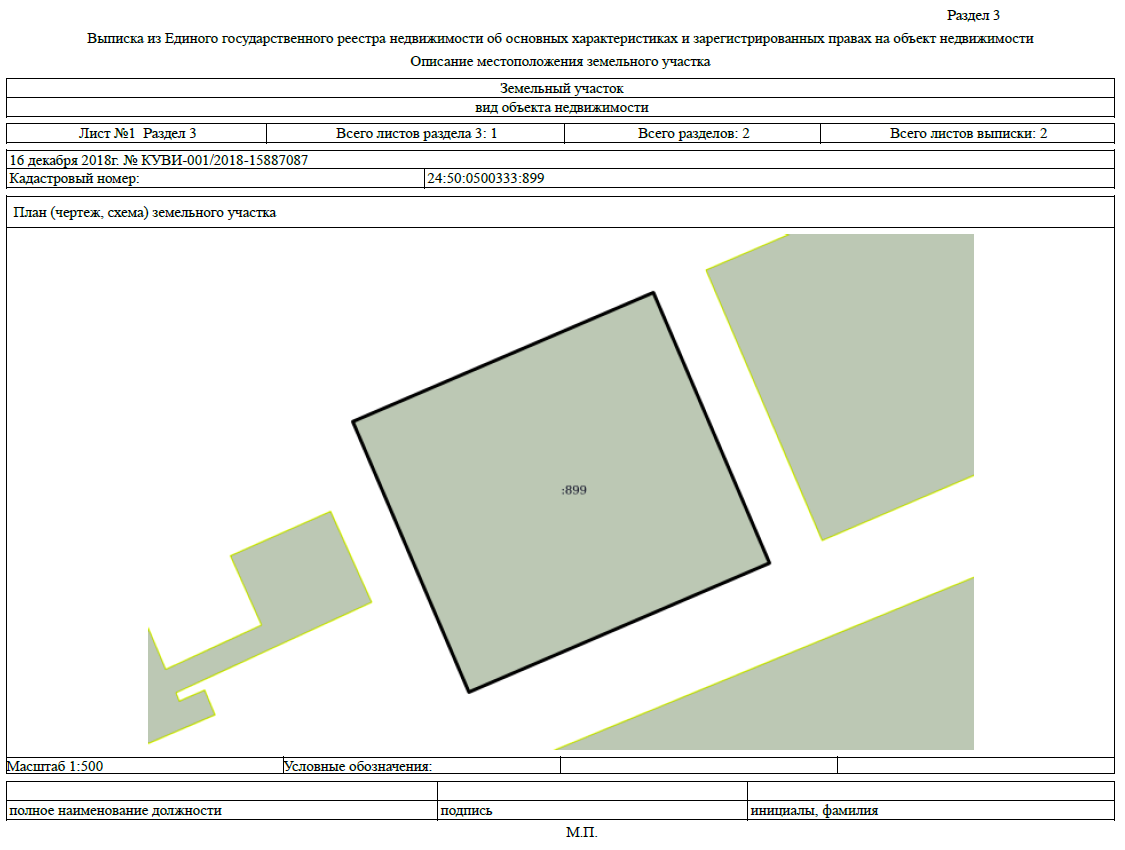 Раздел 3
Выписка из Единого государственного реестра недвижимости об основных характеристиках и зарегистрированных правах на объект недвижимости
Описание местоположения земельного участка
Земельный участок
вид объекта недвижимости
Лист №1 Раздел 3 Всего листов раздела 3: 1 Всего разделов: 2 Всего листов выписки: 2
16 декабря 2018г. № КУВИ-001/2018-15887087
Кадастровый номер: 24:50:0500333:899
План (чертеж, схема) земельного участка
:899
Масштаб 1:500 Условные обозначения:
полное наименование должности подпись инициалы, фамилия
М.П.